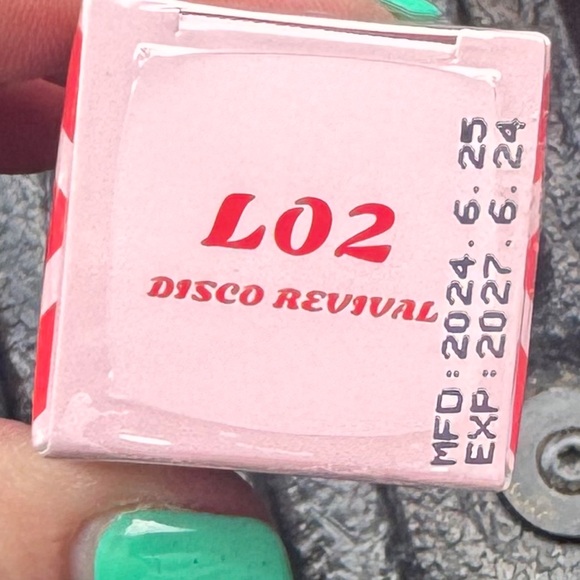 L02
DISCO REVIVAL
MFD:2024. 6. 25
EXP:2027. 6. 24